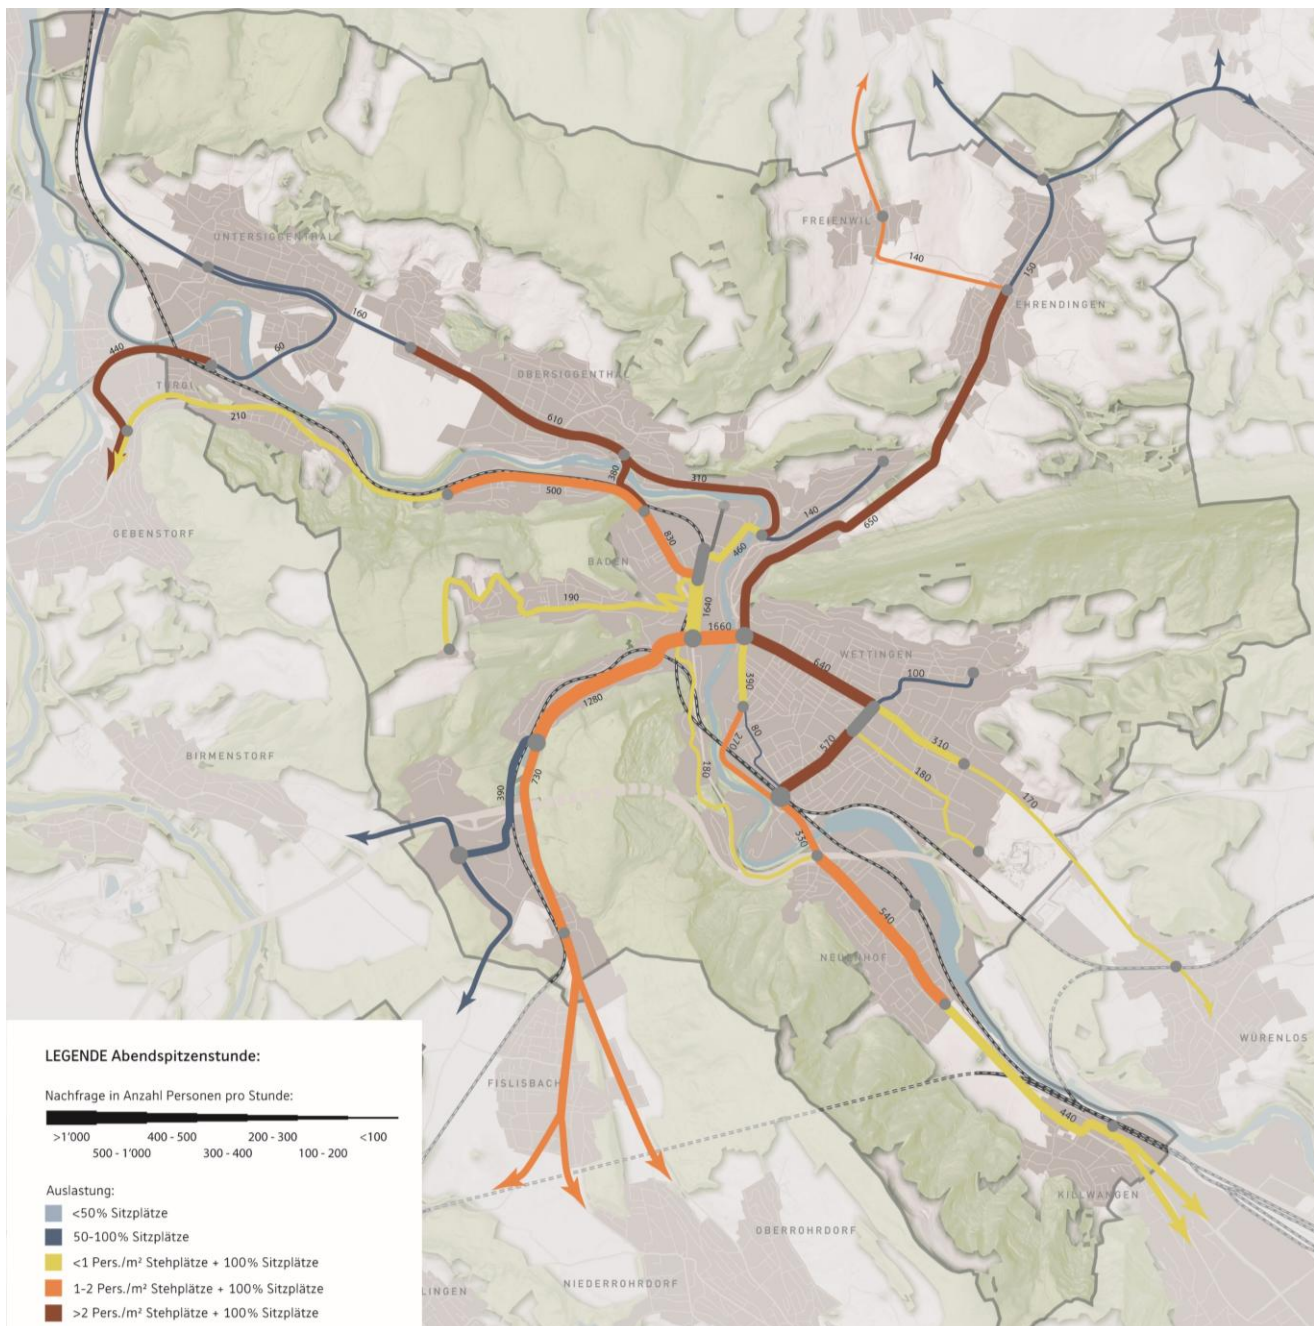 FREIENWIL
140
150
EHRENDINGEN
UNTERSIGGENTHAL
160
60
440
TURGI
210
OBERSIGGENTHAL
610
380
310
500
830
460
140
650
GEBENSTORF
BADEN
190
1640
1660
WETTINGEN
640
100
590
1280
80
270
570
310
180
170
180
BIRMENSTORF
390
730
330
540
NEUENHOF
WÜRENLOS
440
KILLWANGEN
FISLISBACH
OBERROHRDORF
NIEDERROHRDORF
LINGEN
LEGENDE Abendspitzenstunde:
Nachfrage in Anzahl Personen pro Stunde:
>1'000 400 - 500 200 - 300 <100
500 - 1'000 300 - 400 100 - 200
Auslastung:
<50% Sitzplätze
50-100% Sitzplätze
<1 Pers./m² Stehplätze + 100% Sitzplätze
1-2 Pers./m² Stehplätze + 100% Sitzplätze
>2 Pers./m² Stehplätze + 100% Sitzplätze